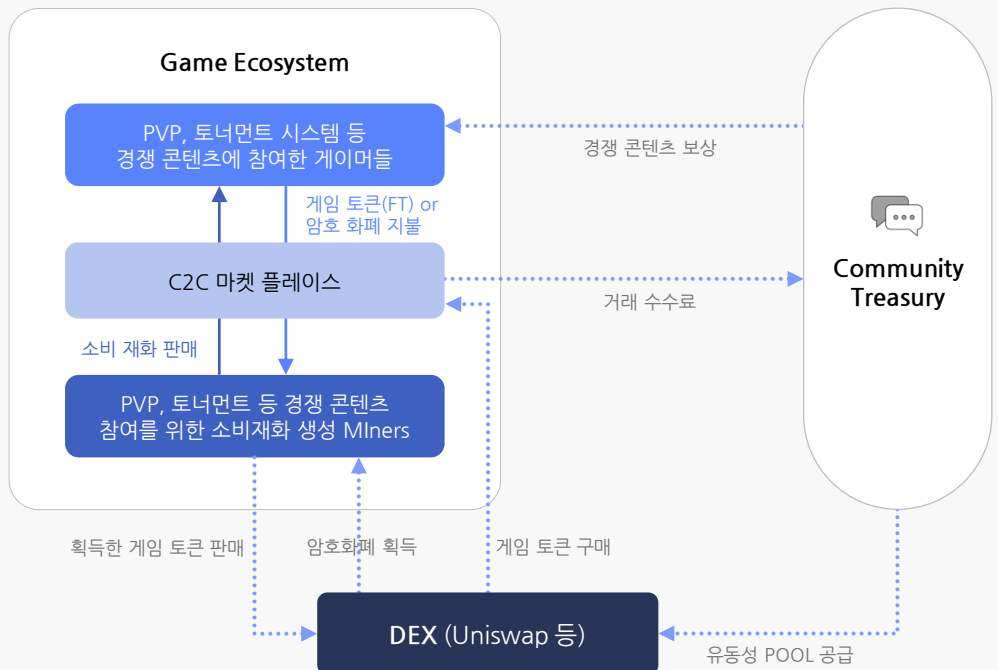 Game Ecosystem
PVP, 토너먼트 시스템 등
경쟁 콘텐츠에 참여한 게이머들
경쟁 콘텐츠 보상
게임 토큰(FT) or
암호 화폐 지불
C2C 마켓 플레이스
거래 수수료
Community
Treasury
소비 재화 판매
PVP, 토너먼트 등 경쟁 콘텐츠
참여를 위한 소비재화 생성 MIners
획득한 게임 토큰 판매
암호화폐 획득
게임 토큰 구매
DEX (Uniswap 등)
유동성 POOL 공급